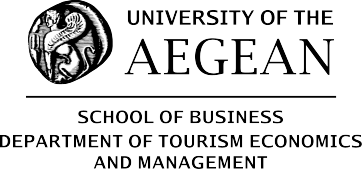 UNIVERSITY OF THE
AEGEAN
SCHOOL OF BUSINESS
DEPARTMENT OF TOURISM ECONOMICS
AND MANAGEMENT